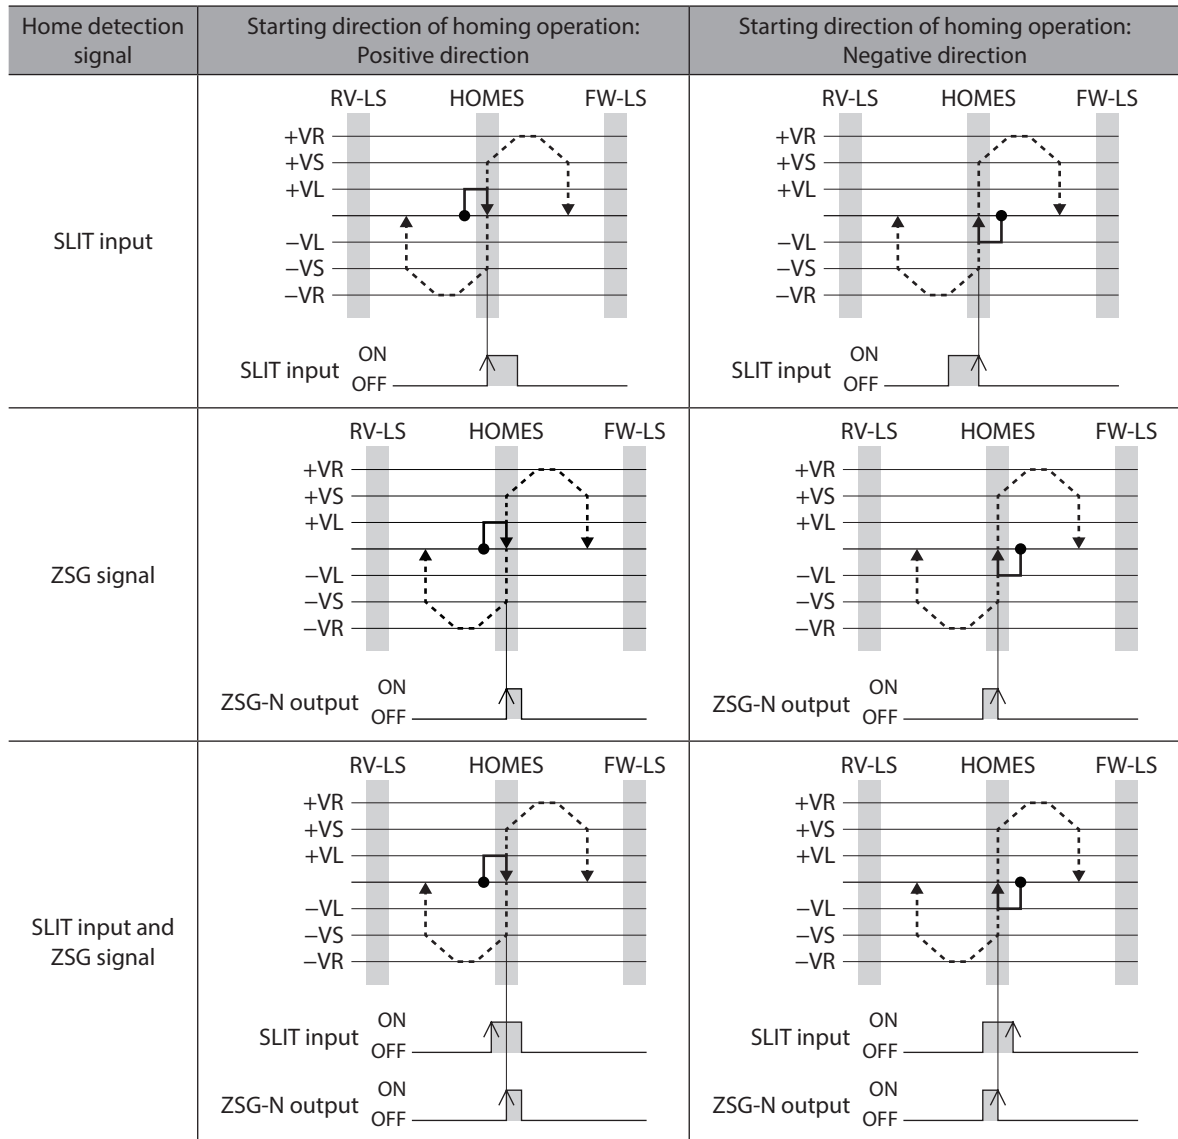 Home detection
signal
Starting direction of homing operation:
Positive direction
Starting direction of homing operation:
Negative direction
SLIT input
RV-LS HOMES FW-LS
+VR
+VS
+VL
−VL
−VS
−VR
SLIT input ON
OFF
RV-LS HOMES FW-LS
+VR
+VS
+VL
−VL
−VS
−VR
SLIT input ON
OFF
ZSG signal
RV-LS HOMES FW-LS
+VR
+VS
+VL
−VL
−VS
−VR
ZSG-N output ON
OFF
RV-LS HOMES FW-LS
+VR
+VS
+VL
−VL
−VS
−VR
ZSG-N output ON
OFF
SLIT input and
ZSG signal
RV-LS HOMES FW-LS
+VR
+VS
+VL
−VL
−VS
−VR
SLIT input ON
OFF
ZSG-N output ON
OFF
RV-LS HOMES FW-LS
+VR
+VS
+VL
−VL
−VS
−VR
SLIT input ON
OFF
ZSG-N output ON
OFF